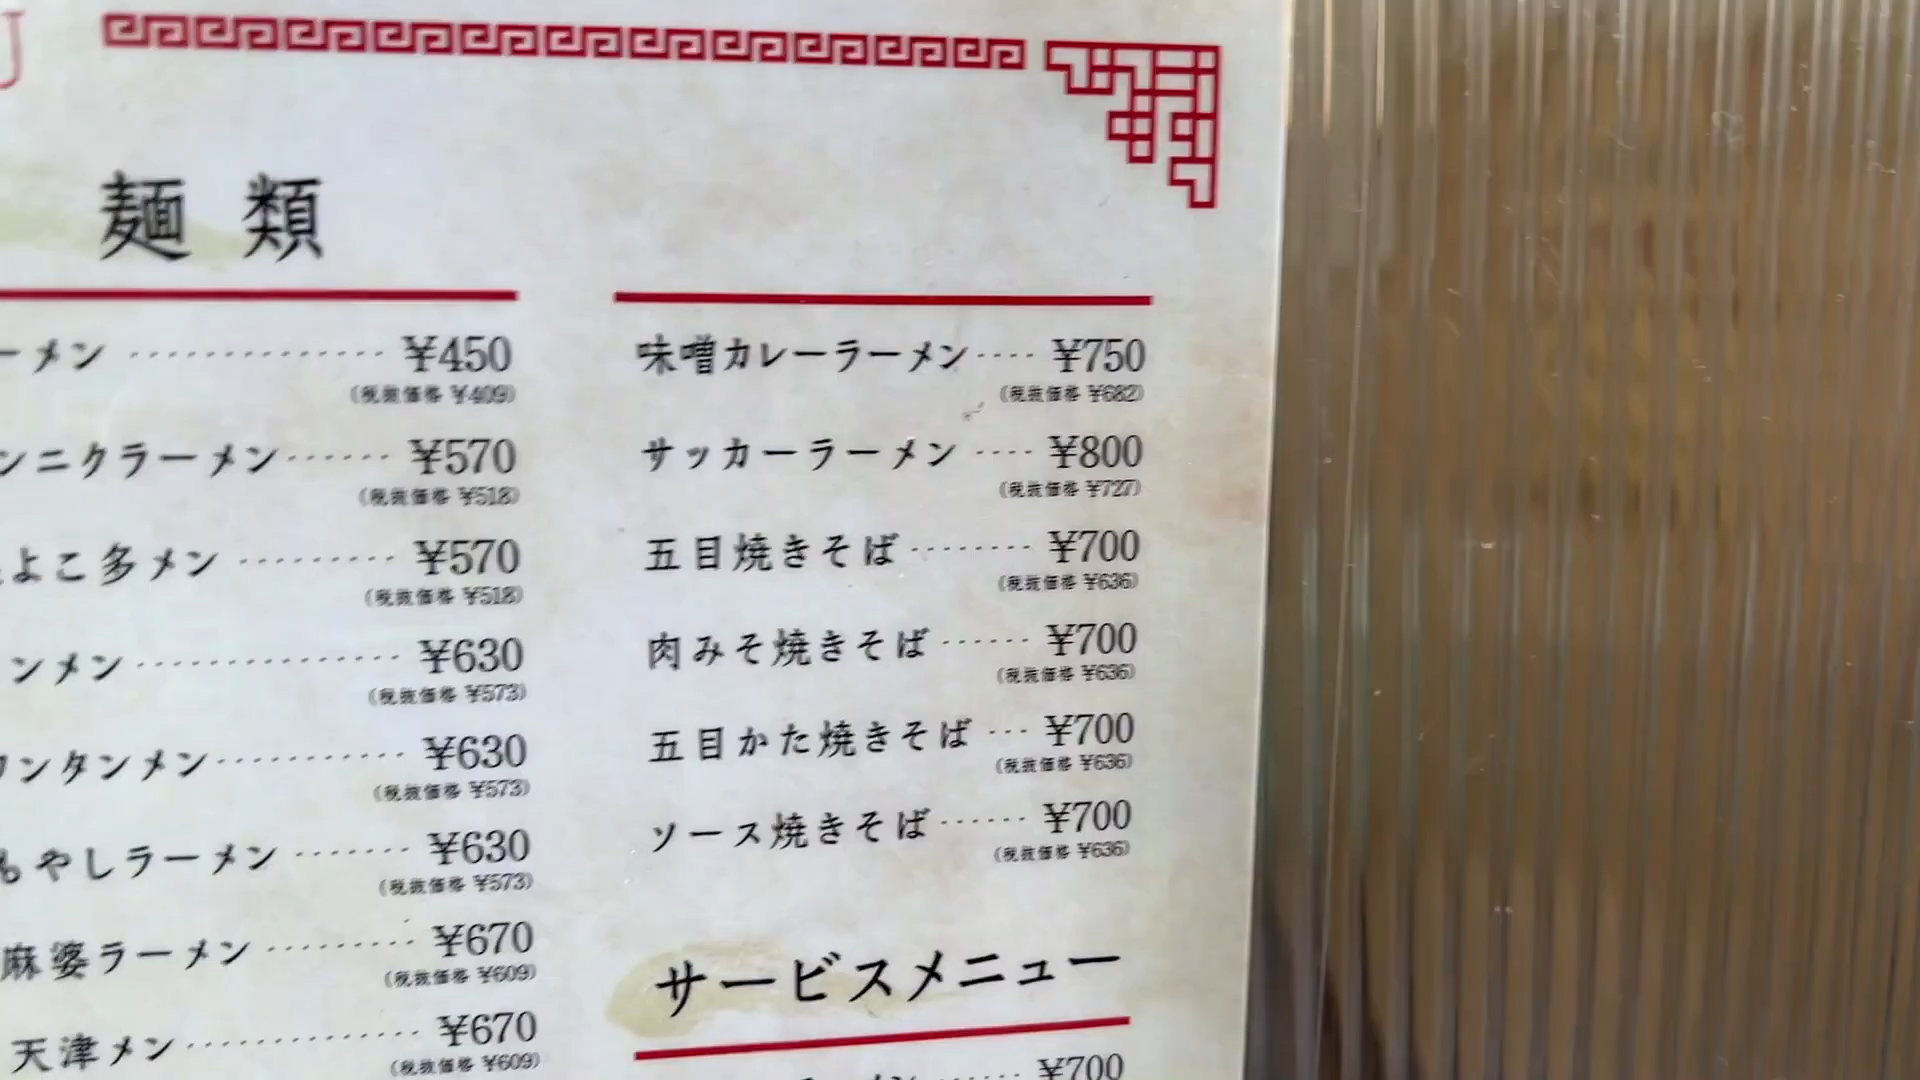 麺類
ーメン ¥450
(税抜価格 ¥409)
ンニクラーメン ¥570
(税抜価格 ¥518)
よこ多メン ¥570
(税抜価格 ¥518)
ンメン ¥630
(税抜価格 ¥573)
ワンタンメン ¥630
(税抜価格 ¥573)
もやしラーメン ¥630
(税抜価格 ¥573)
麻婆ラーメン ¥670
(税抜価格 ¥609)
天津メン ¥670
(税抜価格 ¥609)
味噌カレーラーメン ¥750
(税抜価格 ¥682)
サッカーラーメン ¥800
(税抜価格 ¥727)
五目焼きそば ¥700
(税抜価格 ¥636)
肉みそ焼きそば ¥700
(税抜価格 ¥636)
五目かた焼きそば ¥700
(税抜価格 ¥636)
ソース焼きそば ¥700
(税抜価格 ¥636)
サービスメニュー
¥700